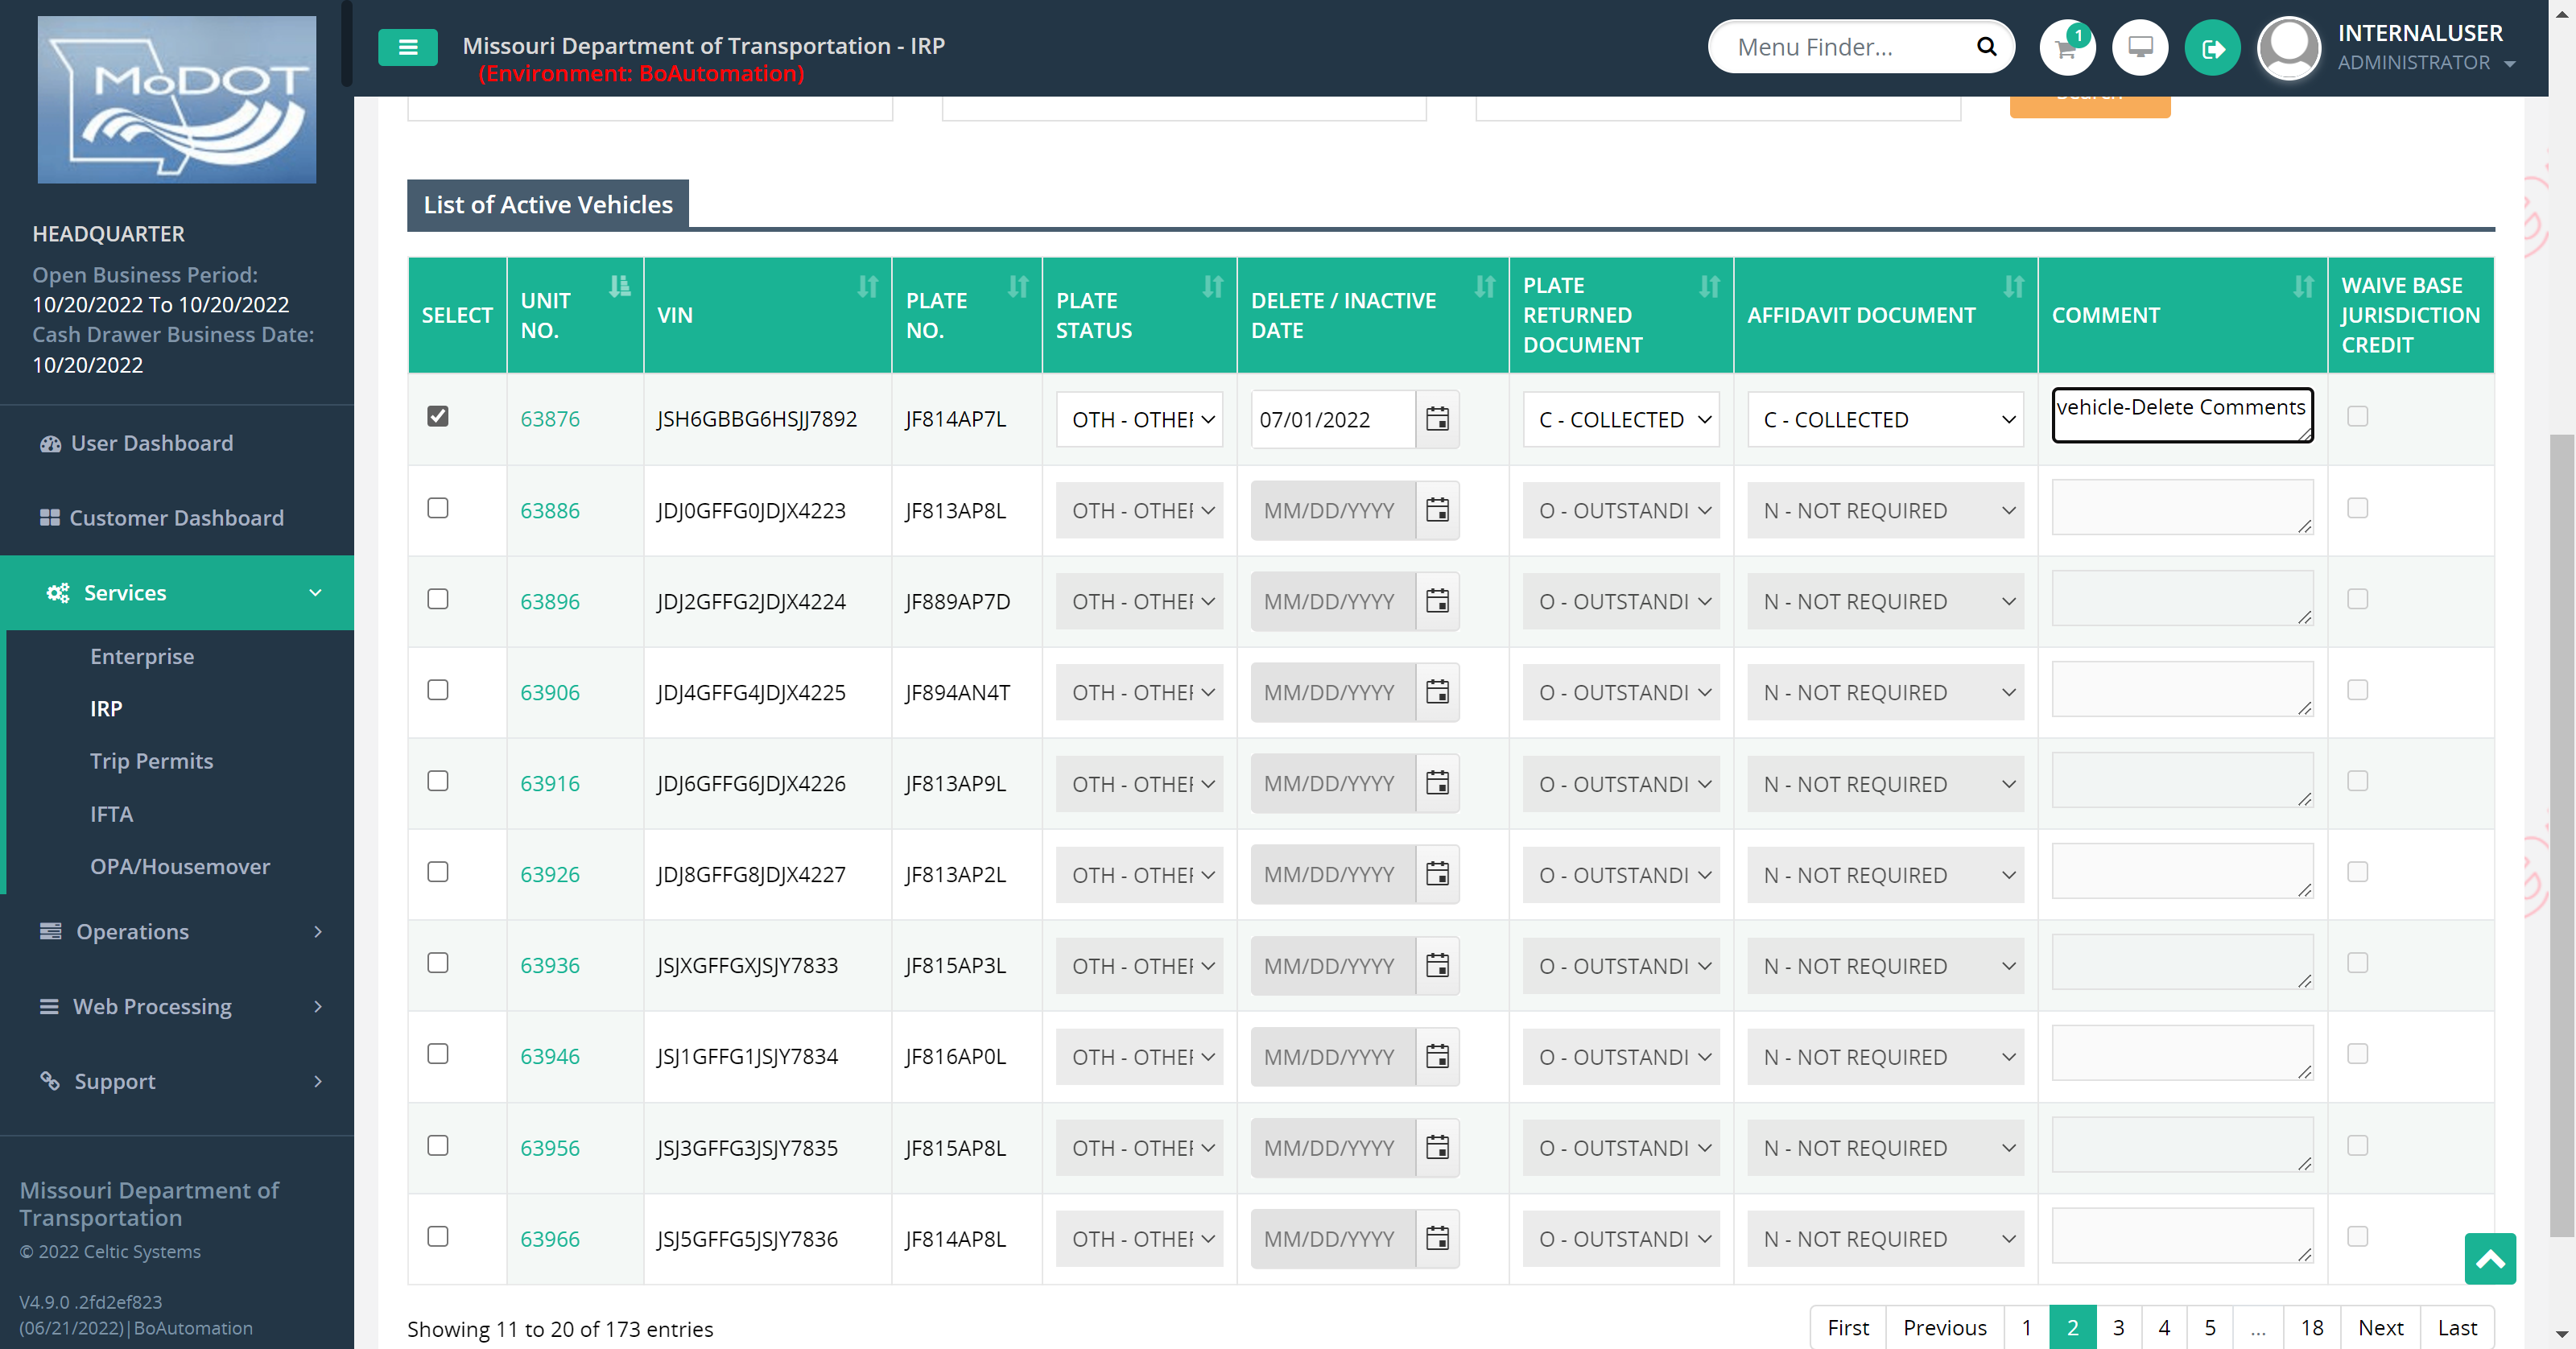 MoDOT
Missouri Department of Transportation - IRP
(Environment: BoAutomation)
Menu Finder...
1
INTERNALUSER
ADMINISTRATOR
HEADQUARTER
Open Business Period:
10/20/2022 To 10/20/2022
Cash Drawer Business Date:
10/20/2022
User Dashboard
Customer Dashboard
Services
Enterprise
IRP
Trip Permits
IFTA
OPA/Housemover
Operations
Web Processing
Support
Missouri Department of
Transportation
© 2022 Celtic Systems
V4.9.0 .2fd2ef823
(06/21/2022)|BoAutomation
List of Active Vehicles
SELECT UNIT NO. VIN PLATE NO. PLATE STATUS DELETE / INACTIVE DATE PLATE RETURNED DOCUMENT AFFIDAVIT DOCUMENT COMMENT WAIVE BASE JURISDICTION CREDIT
63876 JSH6GBBG6HSJJ7892 JF814AP7L OTH - OTHER 07/01/2022 C - COLLECTED C - COLLECTED vehicle-Delete Comments
63886 JDJ0GFFG0JDJX4223 JF813AP8L OTH - OTHER MM/DD/YYYY O - OUTSTANDI N - NOT REQUIRED
63896 JDJ2GFFG2JDJX4224 JF889AP7D OTH - OTHER MM/DD/YYYY O - OUTSTANDI N - NOT REQUIRED
63906 JDJ4GFFG4JDJX4225 JF894AN4T OTH - OTHER MM/DD/YYYY O - OUTSTANDI N - NOT REQUIRED
63916 JDJ6GFFG6JDJX4226 JF813AP9L OTH - OTHER MM/DD/YYYY O - OUTSTANDI N - NOT REQUIRED
63926 JDJ8GFFG8JDJX4227 JF813AP2L OTH - OTHER MM/DD/YYYY O - OUTSTANDI N - NOT REQUIRED
63936 JSJXGFFGXJSJY7833 JF815AP3L OTH - OTHER MM/DD/YYYY O - OUTSTANDI N - NOT REQUIRED
63946 JSJ1GFFG1JSJY7834 JF816AP0L OTH - OTHER MM/DD/YYYY O - OUTSTANDI N - NOT REQUIRED
63956 JSJ3GFFG3JSJY7835 JF815AP8L OTH - OTHER MM/DD/YYYY O - OUTSTANDI N - NOT REQUIRED
63966 JSJ5GFFG5JSJY7836 JF814AP8L OTH - OTHER MM/DD/YYYY O - OUTSTANDI N - NOT REQUIRED
Showing 11 to 20 of 173 entries
First Previous 1 2 3 4 5 ... 18 Next Last